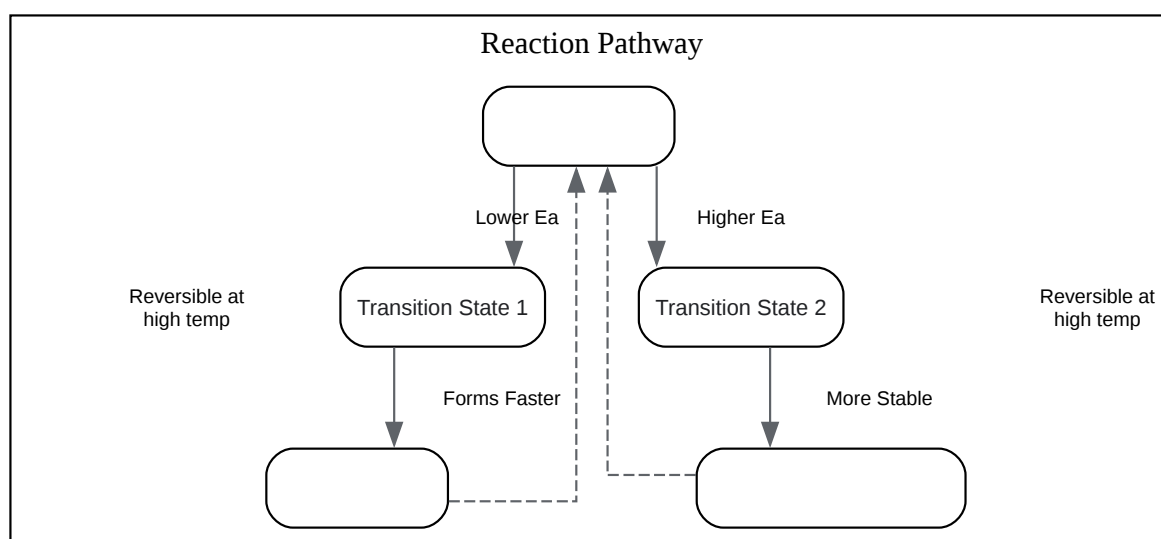 Reaction Pathway
Lower Ea
Higher Ea
Reversible at
high temp
Transition State 1
Transition State 2
Reversible at
high temp
Forms Faster
More Stable